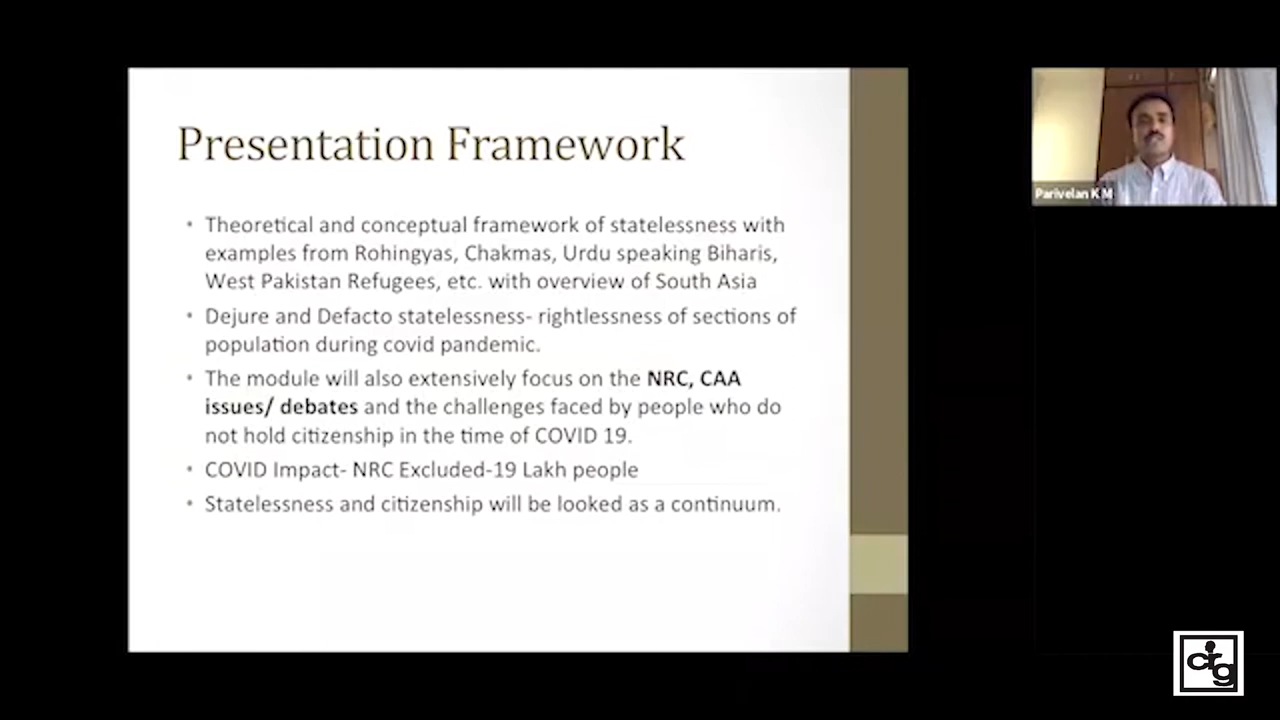 Presentation Framework
Theoretical and conceptual framework of statelessness with
examples from Rohingyas, Chakmas, Urdu speaking Biharis,
West Pakistan Refugees, etc. with overview of South Asia
Dejure and Defacto statelessness- rightlessness of sections of
population during covid pandemic.
The module will also extensively focus on the NRC, CAA
issues/ debates and the challenges faced by people who do
not hold citizenship in the time of COVID 19.
COVID Impact- NRC Excluded-19 Lakh people
Statelessness and citizenship will be looked as a continuum.
Parivelan K M
crg